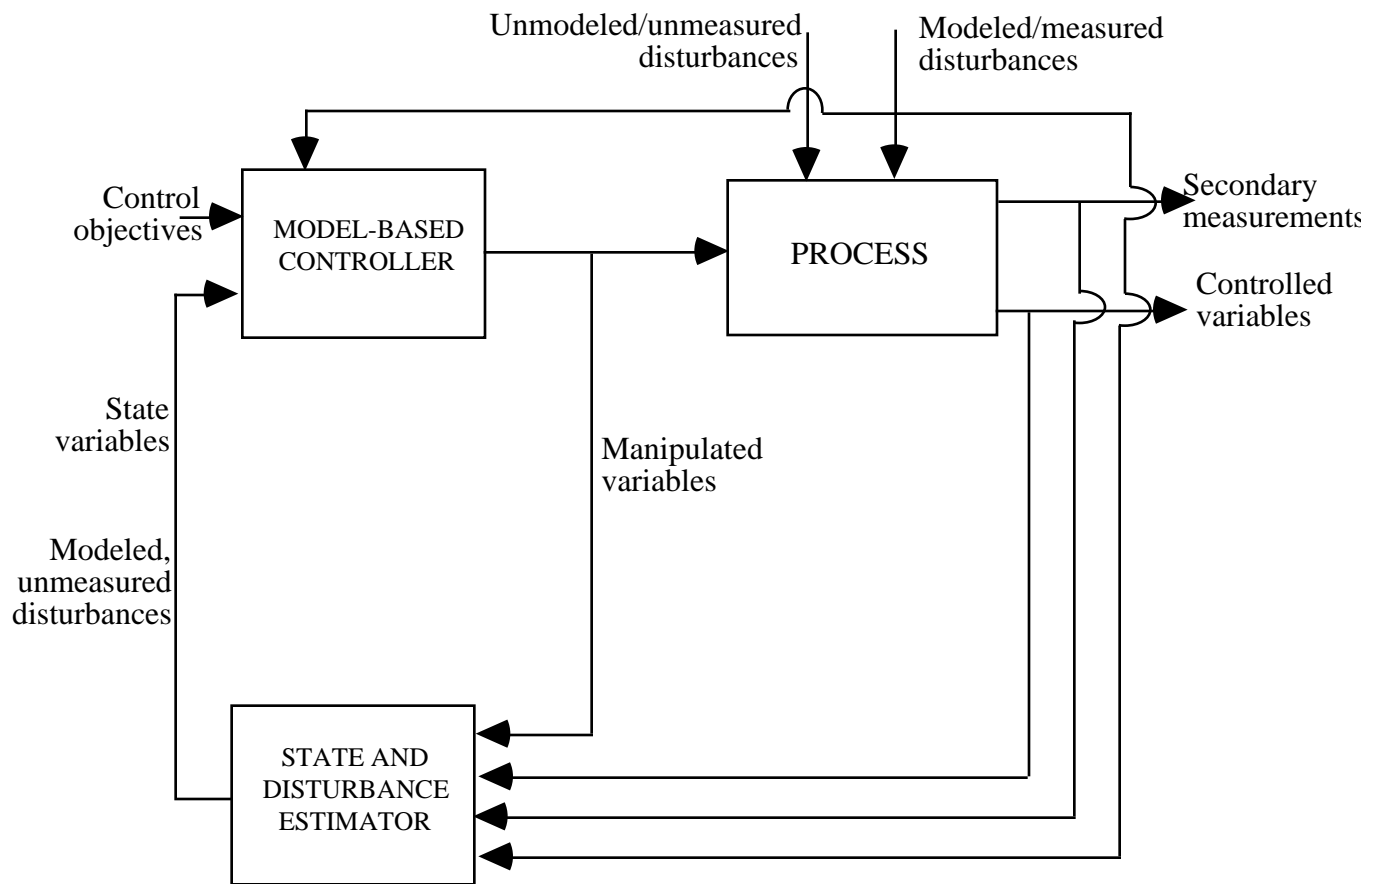 Unmodeled/unmeasured
disturbances
Modeled/measured
disturbances
Control
objectives
MODEL-BASED
CONTROLLER
PROCESS
Secondary
measurements
Controlled
variables
State
variables
Manipulated
variables
Modeled,
unmeasured
disturbances
STATE AND
DISTURBANCE
ESTIMATOR